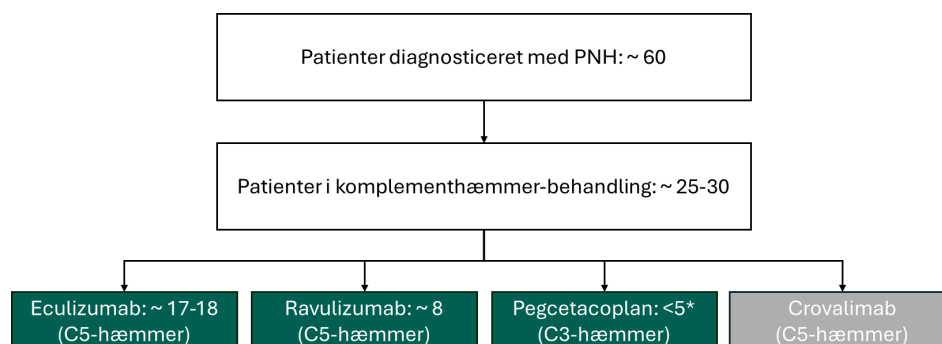 Patienter diagnosticeret med PNH: ~ 60
Patienter i komplementhæmmer-behandling: ~ 25-30
Eculizumab: ~ 17-18
(C5-hæmmer)
Ravulizumab: ~ 8
(C5-hæmmer)
Pegcetacoplan: <5*
(C3-hæmmer)
Crovalimab
(C5-hæmmer)